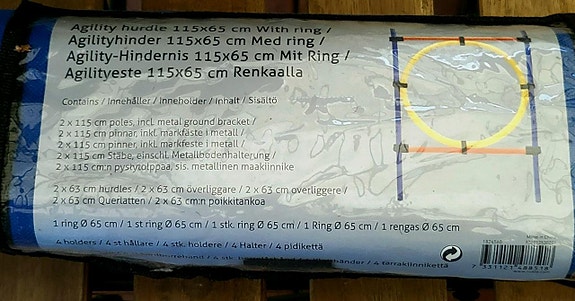 Agility hurdle 115x65 cm With ring /
Agilityhinder 115x65 cm Med ring /
Agility-Hindernis 115x65 cm Mit Ring /
Agilityeste 115x65 cm Renkaalla
Contains / Innehåller / Inneholder / Inhalt / Sisältö
2 x 115 cm poles, incl. metal ground bracket /
2 x 115 cm pinnar, inkl. markfäste i metall /
2 x 115 cm pinner, inkl. markfeste i metall /
2 x 115 cm Stäbe, einschl. Metallbodenhalterung /
2 x 115 cm:n pystytolppaa, sis. metallinen maakiinnike
2 x 63 cm hurdles / 2 x 63 cm överliggare / 2 x 63 cm overliggere /
2 x 63 cm Querlatten / 2 x 63 cm:n poikkitankoa
1 ring Ø 65 cm / 1 st ring Ø 65 cm / 1 stk. ring Ø 65 cm / 1 Ring Ø 65 cm / 1 rengas Ø 65 cm
4 holders / 4 st hållare / 4 stk. holdere / 4 Halter / 4 pidikettä
4 tarrakiinnikettä
Made in China
7 331121 488518